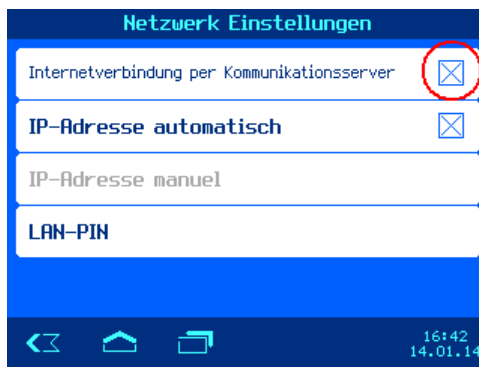 Netzwerk Einstellungen
Internetverbindung per Kommunikationsserver
IP-Adresse automatisch
IP-Adresse manuel
LAN-PIN
16:42
14.01.14